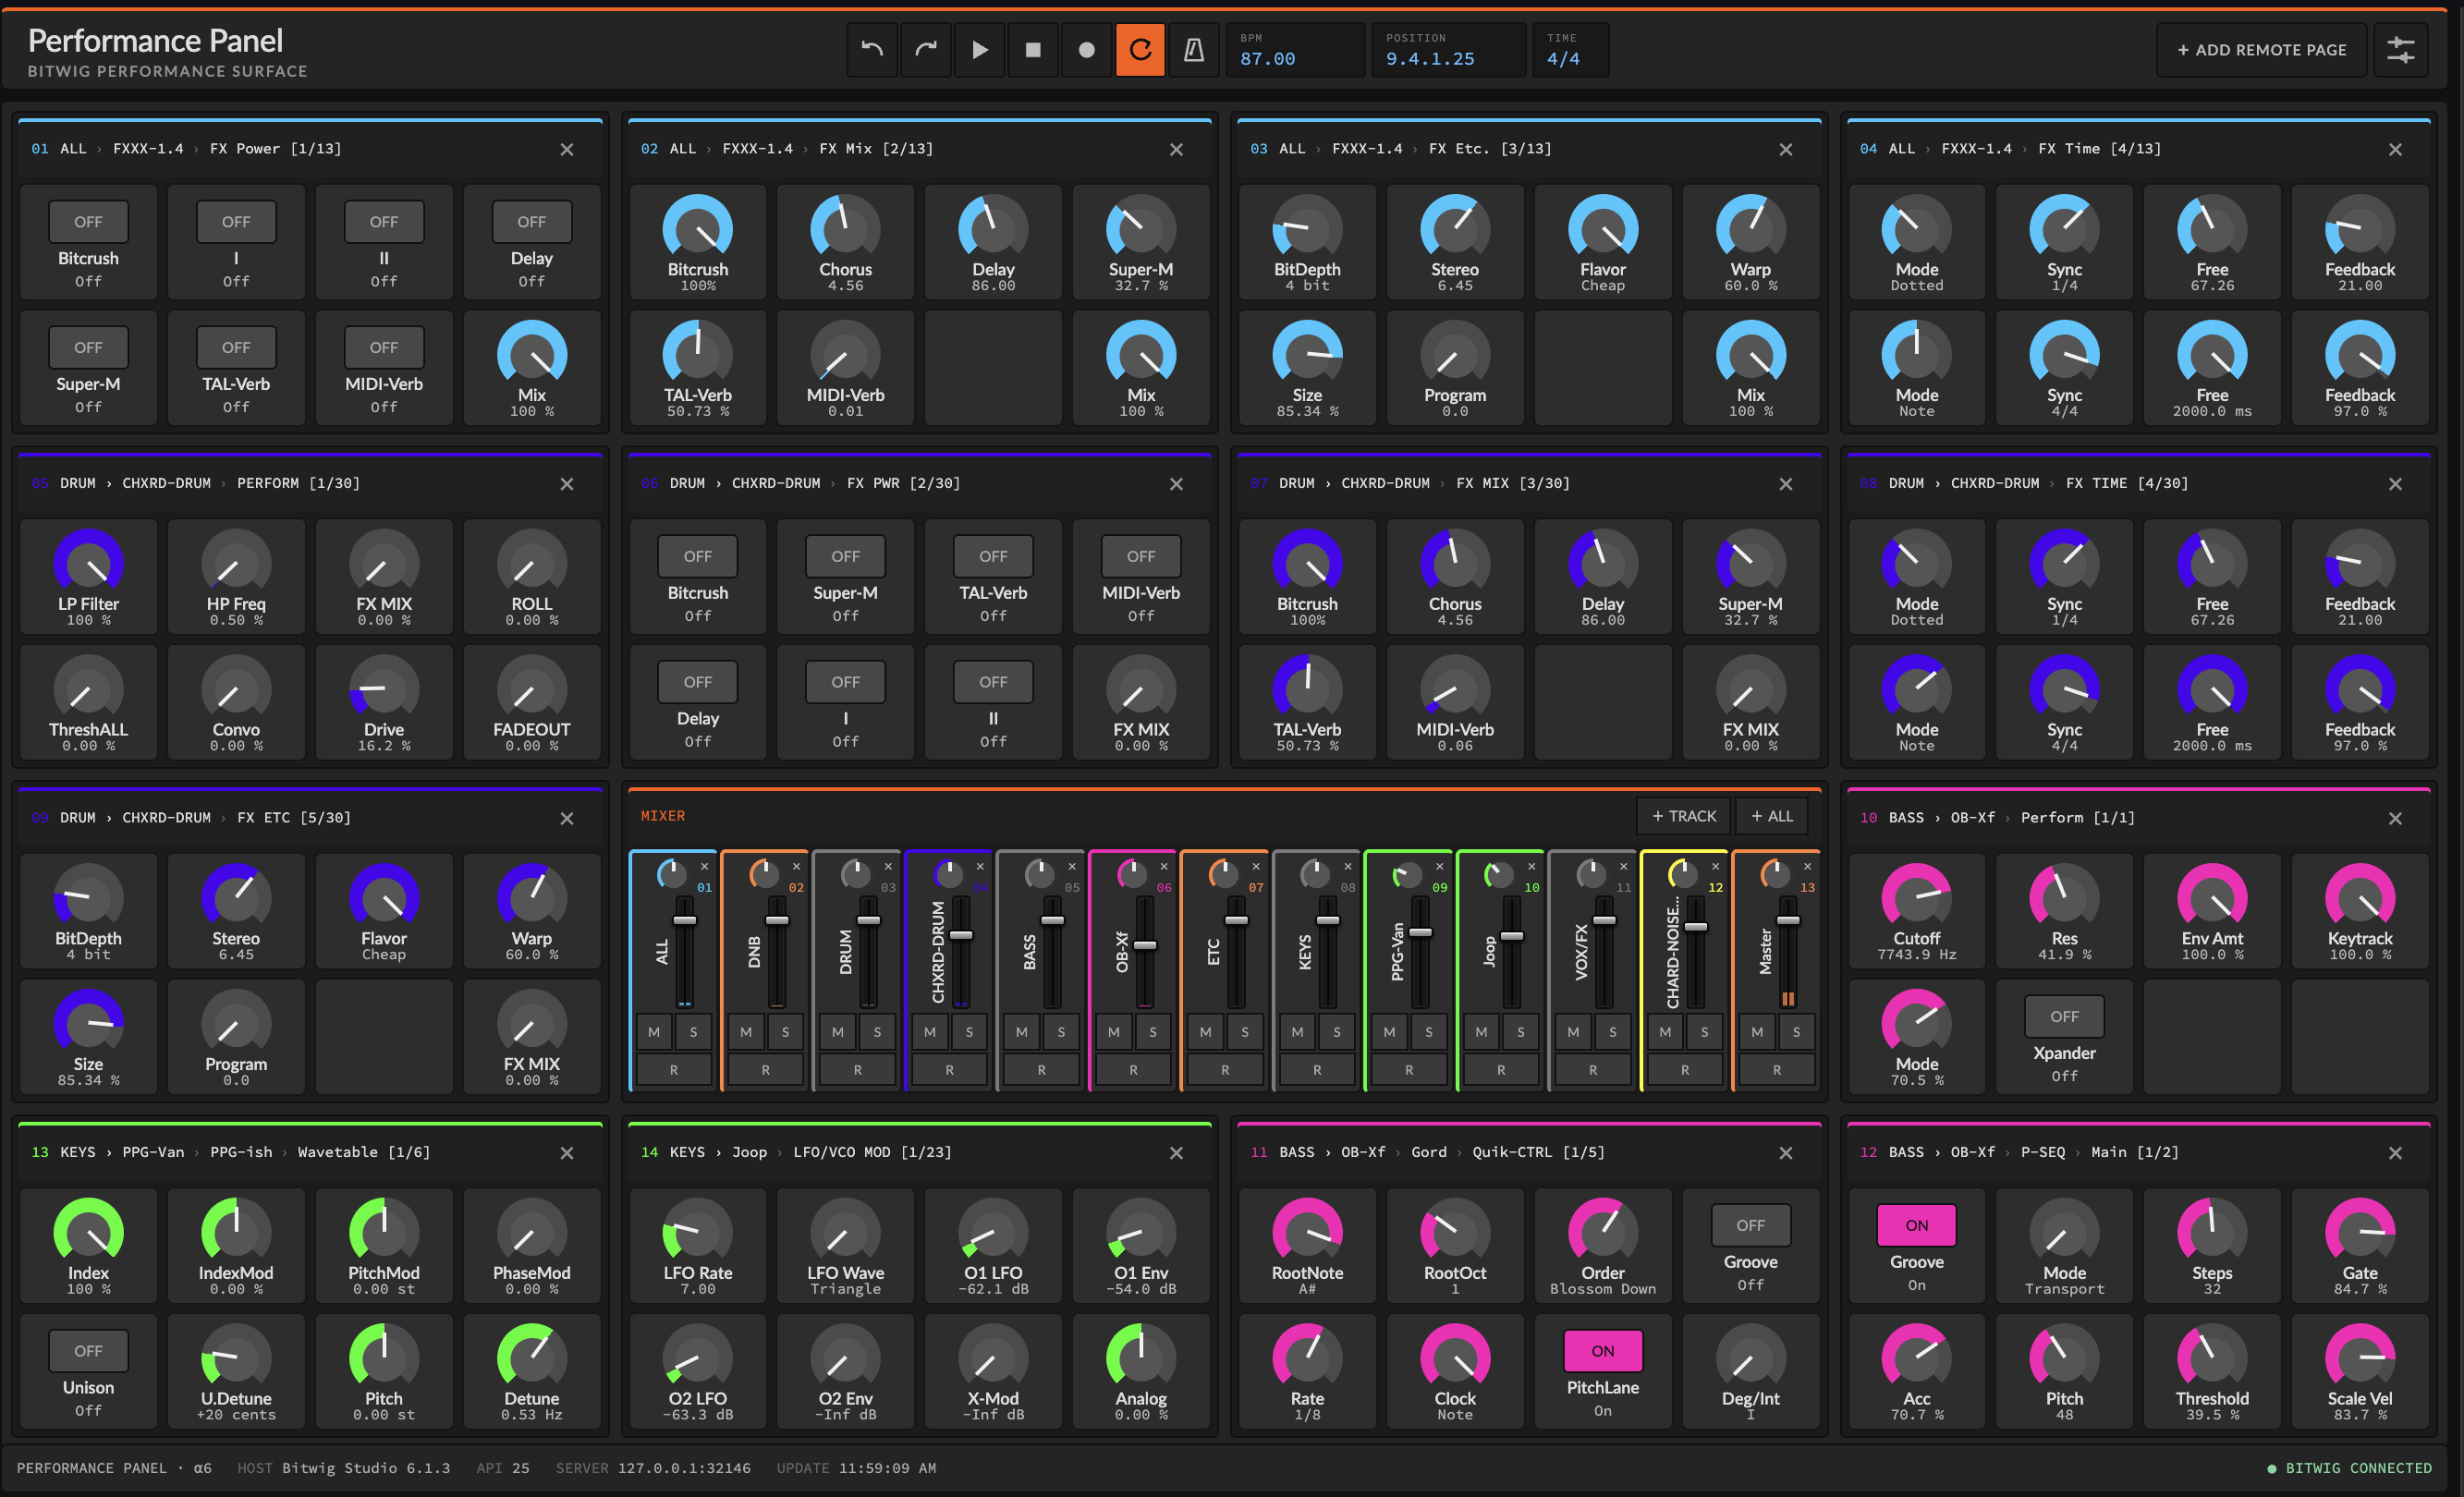 Performance Panel
BITWIG PERFORMANCE SURFACE
BPM
87.00
POSITION
9.4.1.25
TIME
4/4
+ ADD REMOTE PAGE
01 ALL › FXXX-1.4 › FX Power [1/13] ×
OFF OFF OFF OFF
Bitcrush I II Delay
Off Off Off Off
OFF OFF OFF
Super-M TAL-Verb MIDI-Verb Mix
Off Off Off 100 %
02 ALL › FXXX-1.4 › FX Mix [2/13] ×
Bitcrush Chorus Delay Super-M
100% 4.56 86.00 32.7 %
TAL-Verb MIDI-Verb Mix
50.73 % 0.01 100 %
03 ALL › FXXX-1.4 › FX Etc. [3/13] ×
BitDepth Stereo Flavor Warp
4 bit 6.45 Cheap 60.0 %
Size Program Mix
85.34 % 0.0 100 %
04 ALL › FXXX-1.4 › FX Time [4/13] ×
Mode Sync Free Feedback
Dotted 1/4 67.26 21.00
Mode Sync Free Feedback
Note 4/4 2000.0 ms 97.0 %
05 DRUM › CHXRD-DRUM › PERFORM [1/30] ×
LP Filter HP Freq FX MIX ROLL
100 % 0.50 % 0.00 % 0.00 %
ThreshALL Convo Drive FADEOUT
0.00 % 0.00 % 16.2 % 0.00 %
06 DRUM › CHXRD-DRUM › FX PWR [2/30] ×
OFF OFF OFF OFF
Bitcrush Super-M TAL-Verb MIDI-Verb
Off Off Off Off
OFF OFF OFF
Delay I II FX MIX
Off Off Off 0.00 %
07 DRUM › CHXRD-DRUM › FX MIX [3/30] ×
Bitcrush Chorus Delay Super-M
100% 4.56 86.00 32.7 %
TAL-Verb MIDI-Verb FX MIX
50.73 % 0.06 0.00 %
08 DRUM › CHXRD-DRUM › FX TIME [4/30] ×
Mode Sync Free Feedback
Dotted 1/4 67.26 21.00
Mode Sync Free Feedback
Note 4/4 2000.0 ms 97.0 %
09 DRUM › CHXRD-DRUM › FX ETC [5/30] ×
BitDepth Stereo Flavor Warp
4 bit 6.45 Cheap 60.0 %
Size Program FX MIX
85.34 % 0.0 0.00 %
MIXER + TRACK + ALL
× × × × × × × × × × × × ×
01 02 03 04 05 06 07 08 09 10 11 12 13
ALL DNB DRUM CHXRD-DRUM BASS OB-Xf ETC KEYS PPG-Van Joop VOX/FX CHARD-NOISE... Master
M S M S M S M S M S M S M S M S M S M S M S M S M S
R R R R R R R R R R R R R
10 BASS › OB-Xf › Perform [1/1] ×
Cutoff Res Env Amt Keytrack
7743.9 Hz 41.9 % 100.0 % 100.0 %
OFF
Mode Xpander
70.5 % Off
13 KEYS › PPG-Van › PPG-ish › Wavetable [1/6] ×
Index IndexMod PitchMod PhaseMod
100 % 0.00 % 0.00 st 0.00 %
OFF
Unison U.Detune Pitch Detune
Off +20 cents 0.00 st 0.53 Hz
14 KEYS › Joop › LFO/VCO MOD [1/23] ×
LFO Rate LFO Wave O1 LFO O1 Env
7.00 Triangle -62.1 dB -54.0 dB
O2 LFO O2 Env X-Mod Analog
-63.3 dB -Inf dB -Inf dB 0.00 %
11 BASS › OB-Xf › Gord › Quik-CTRL [1/5] ×
OFF
RootNote RootOct Order Groove
A# 1 Blossom Down Off
ON
Rate Clock PitchLane Deg/Int
1/8 Note On I
12 BASS › OB-Xf › P-SEQ › Main [1/2] ×
ON
Groove Mode Steps Gate
On Transport 32 84.7 %
Acc Pitch Threshold Scale Vel
70.7 % 48 39.5 % 83.7 %
PERFORMANCE PANEL · α6 HOST Bitwig Studio 6.1.3 API 25 SERVER 127.0.0.1:32146 UPDATE 11:59:09 AM
● BITWIG CONNECTED